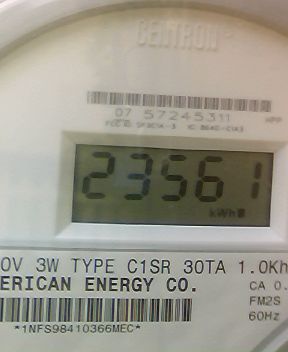 CENTRON
07 57245311
23561
kWh
0V 3W TYPE C1SR 30TA 1.0Kh
ERICAN ENERGY CO.
CA 0.
FM2S
60Hz
*1NFS98410366MEC*